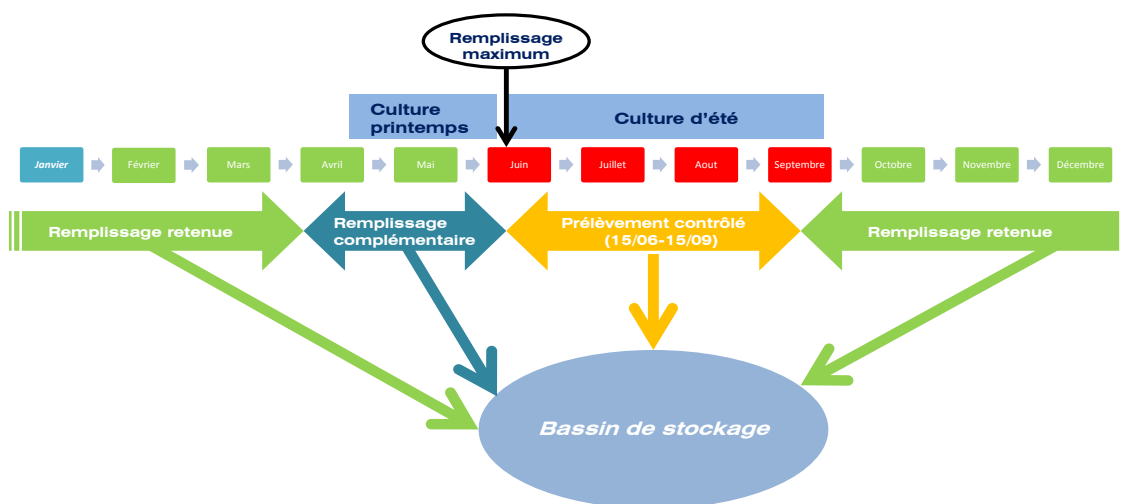 Remplissage
maximum
Culture
printemps
Culture d'été
Janvier
Février
Mars
Avril
Mai
Juin
Juillet
Aout
Septembre
Octobre
Novembre
Décembre
Remplissage retenue
Remplissage
complémentaire
Prélèvement contrôlé
(15/06-15/09)
Remplissage retenue
Bassin de stockage